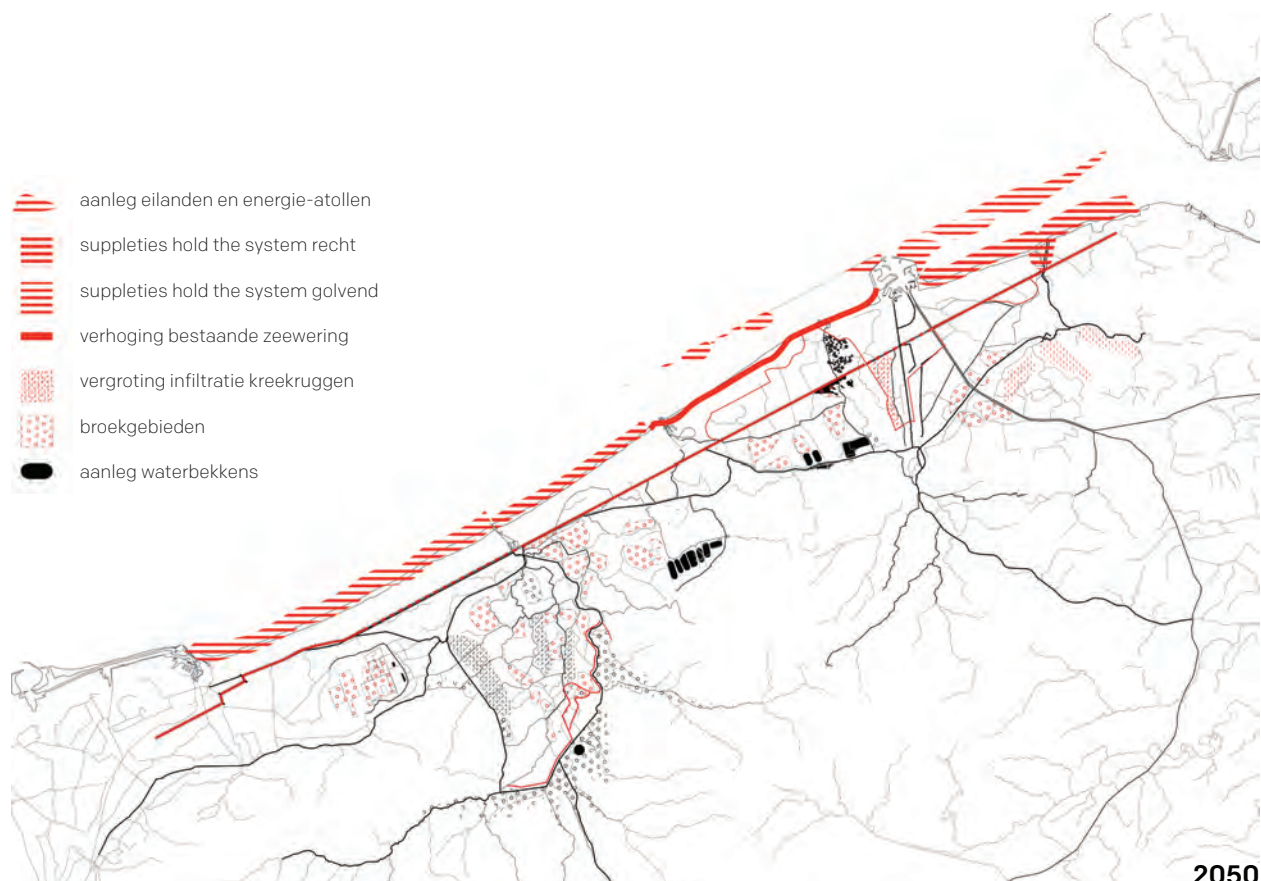 aanleg eilanden en energie-atollen
suppleties hold the system recht
suppleties hold the system golvend
verhoging bestaande zeewering
vergroting infiltratie kreekruggen
broekgebieden
aanleg waterbekkens
2050